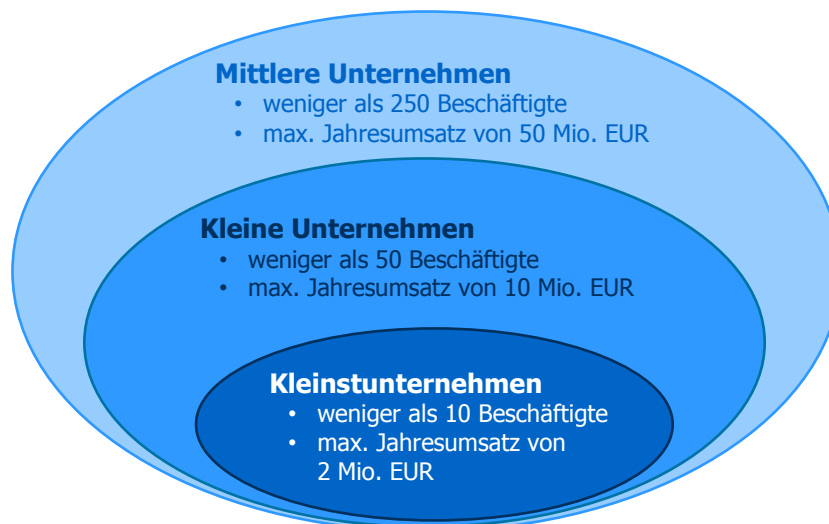 Mittlere Unternehmen
• weniger als 250 Beschäftigte
• max. Jahresumsatz von 50 Mio. EUR
Kleine Unternehmen
• weniger als 50 Beschäftigte
• max. Jahresumsatz von 10 Mio. EUR
Kleinstunternehmen
• weniger als 10 Beschäftigte
• max. Jahresumsatz von
2 Mio. EUR